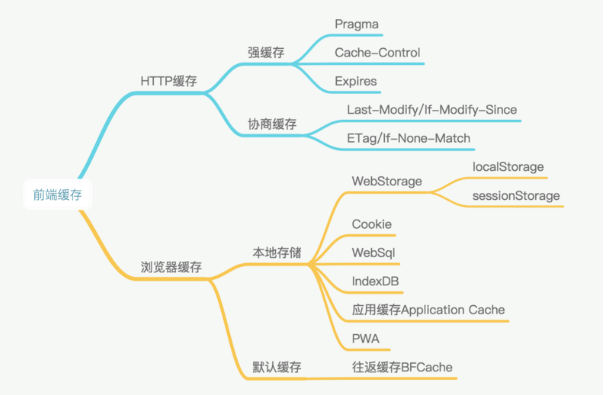 前端缓存
HTTP缓存
强缓存
Pragma
Cache-Control
Expires
协商缓存
Last-Modify/If-Modify-Since
ETag/If-None-Match
浏览器缓存
本地存储
WebStorage
localStorage
sessionStorage
Cookie
WebSql
IndexDB
应用缓存Application Cache
PWA
默认缓存
往返缓存BFCache